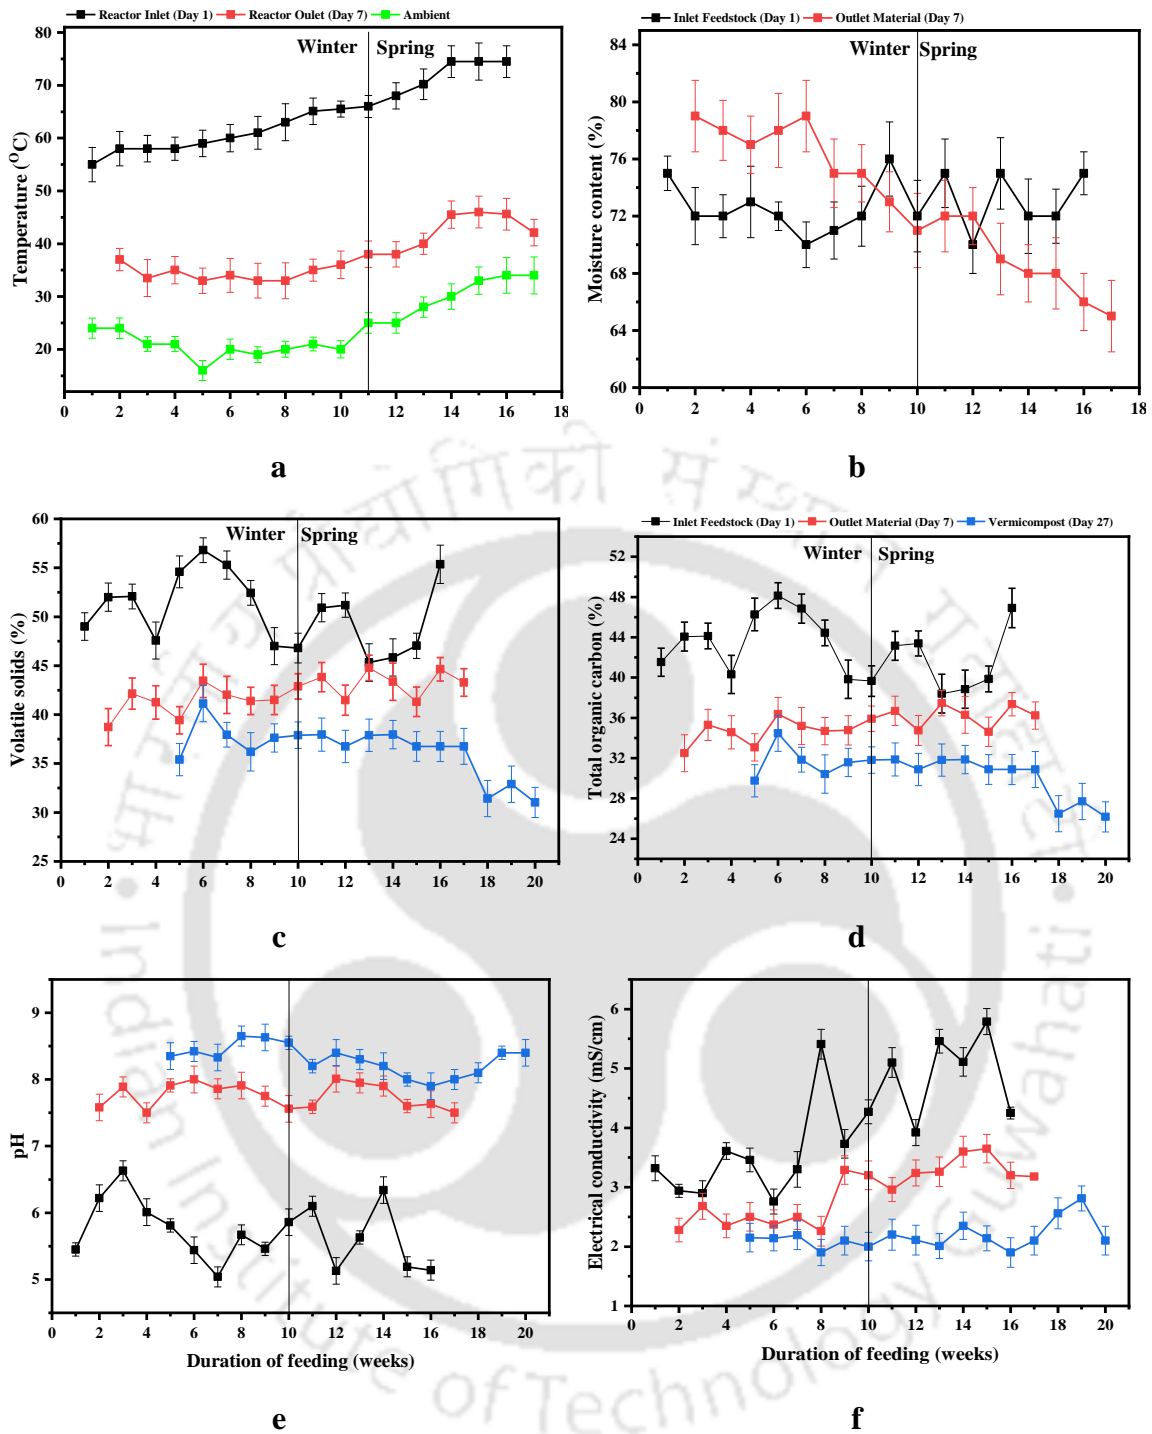 Reactor Inlet (Day 1) Reactor Oulet (Day 7) Ambient
Winter Spring
Temperature (OC)
80
70
60
50
40
30
20
0 2 4 6 8 10 12 14 16 18
a
Inlet Feedstock (Day 1) Outlet Material (Day 7)
Winter Spring
Moisture content (%)
84
80
76
72
68
64
60
0 2 4 6 8 10 12 14 16 18
b
Winter Spring
Volatile solids (%)
60
55
50
45
40
35
30
25
0 2 4 6 8 10 12 14 16 18 20
c
Inlet Feedstock (Day 1) Outlet Material (Day 7) Vermicompost (Day 27)
Winter Spring
Total organic carbon (%)
52
48
44
40
36
32
28
24
0 2 4 6 8 10 12 14 16 18 20
d
pH
9
8
7
6
5
0 2 4 6 8 10 12 14 16 18 20
Duration of feeding (weeks)
e
Electrical conductivity (mS/cm)
6
5
4
3
2
1
0 2 4 6 8 10 12 14 16 18 20
Duration of feeding (weeks)
f
Indian Institute of Technology Guwahati